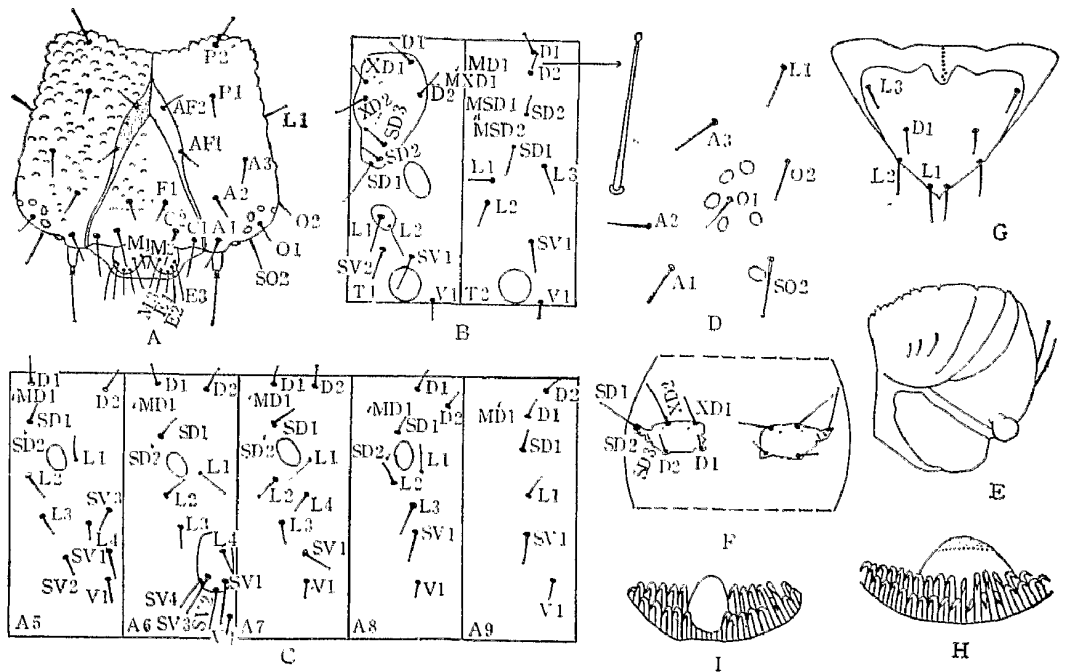 P2
P1
AF2
L1
AF1
A3
F1
A2
O2
A1
O1
SO2
E3
A
D1
XD1
D2
MXD1
XD2
SD3
SD2
SD1
L1
L2
SV1
SV2
T1
V1
D1
MD1
D2
MSD1
SD2
MSD2
SD1
L1
L3
L2
SV1
T2
V1
B
L1
A3
O2
O1
A2
A1
SO2
D
L3
D1
L2
L1
G
E
D1
MD1
D2
SD1
SD2
L1
L2
L3
SV3
L4
SV1
SV2
V1
A5
D1
D2
MD1
SD1
SD2
L1
L2
L3
L4
SV1
SV4
SV3
A6
D1
D2
MD1
SD1
SD2
L1
L2
L4
L3
SV1
V1
A7
D1
MD1
D2
SD1
SD2
L1
L2
L3
SV1
V1
A8
D2
MD1
D1
SD1
L1
SV1
V1
A9
C
SD1
XD2
XD1
SD2
SD3
D2
D1
F
I
H